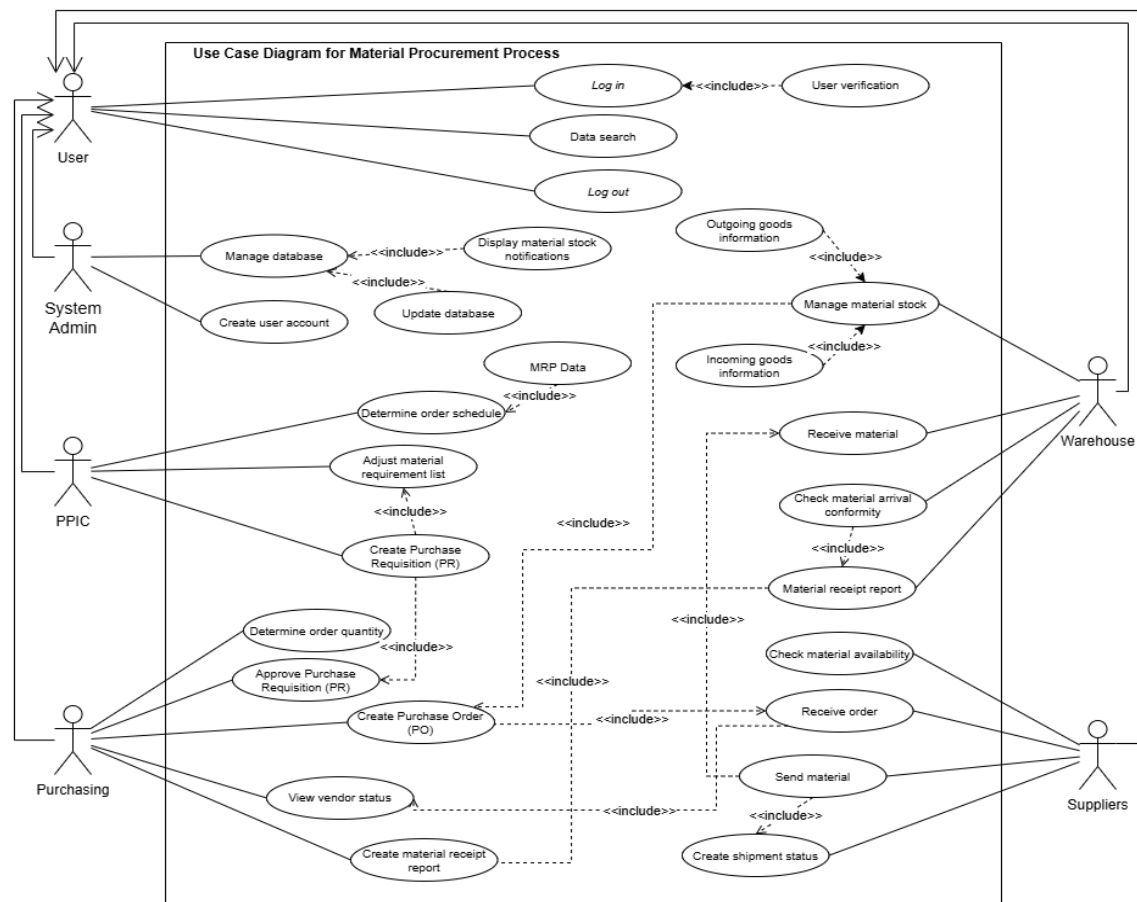 Use Case Diagram for Material Procurement Process
Log in
<<include>>
User verification
Data search
User
Log out
Outgoing goods
information
<<include>>
Manage database
<<include>>
Display material stock
notifications
<<include>>
Update database
Manage material stock
System
Admin
Create user account
<<include>>
Incoming goods
information
MRP Data
<<include>>
Determine order schedule
Receive material
Warehouse
Adjust material
requirement list
PPIC
<<include>>
Check material arrival
conformity
<<include>>
<<include>>
Create Purchase
Requisition (PR)
Material receipt report
<<include>>
Determine order quantity
<<include>>
Check material availability
Approve Purchase
Requisition (PR)
<<include>>
Create Purchase Order
(PO)
<<include>>
Receive order
Purchasing
View vendor status
Send material
Suppliers
<<include>>
<<include>>
Create material receipt
report
Create shipment status